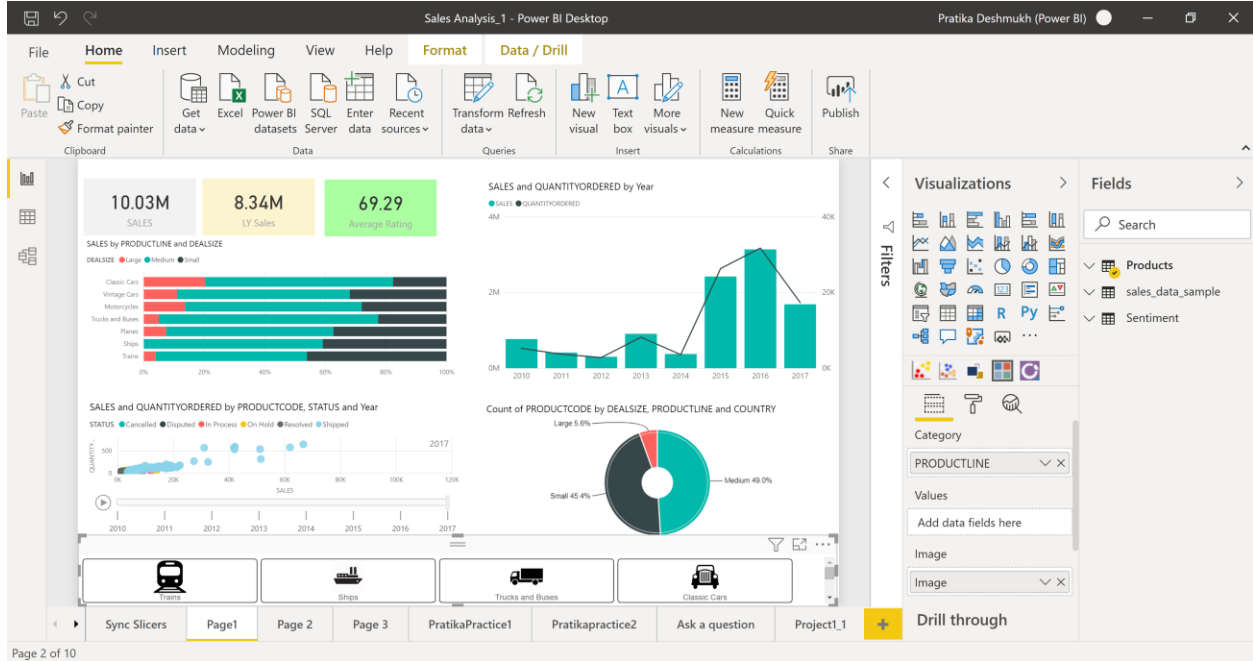 Sales Analysis_1 - Power BI Desktop
Pratika Deshmukh (Power BI)
File Home Insert Modeling View Help Format Data / Drill
Paste
Cut
Copy
Format painter
Clipboard
Get data
Excel
Power BI datasets
SQL Server
Enter data
Recent sources
Data
Transform data
Refresh
Queries
New visual
Text box
More visuals
Insert
New measure
Quick measure
Calculations
Publish
Share
10.03M
SALES
8.34M
LY Sales
69.29
Average Rating
SALES by PRODUCTLINE and DEALSIZE
DEALSIZE Large Medium Small
Classic Cars
Vintage Cars
Motorcycles
Trucks and Buses
Planes
Ships
Trains
0% 20% 40% 60% 80% 100%
SALES and QUANTITYORDERED by Year
SALES QUANTITYORDERED
4M 40K
2M 20K
0M 0K
2010 2011 2012 2013 2014 2015 2016 2017
SALES and QUANTITYORDERED by PRODUCTCODE, STATUS and Year
STATUS Cancelled Disputed In Process On Hold Resolved Shipped
2017
QUANTITY...
500
0
0K 20K 40K 60K 80K 100K 120K
SALES
2010 2011 2012 2013 2014 2015 2016 2017
Count of PRODUCTCODE by DEALSIZE, PRODUCTLINE and COUNTRY
Large 5.6%
Medium 49.0%
Small 45.4%
Trains
Ships
Trucks and Buses
Classic Cars
Filters
Visualizations
123
R Py
Category
PRODUCTLINE
Values
Add data fields here
Image
Image
Drill through
Fields
Search
Products
sales_data_sample
Sentiment
Sync Slicers Page1 Page 2 Page 3 PratikaPractice1 Pratikapractice2 Ask a question Project1_1
Page 2 of 10